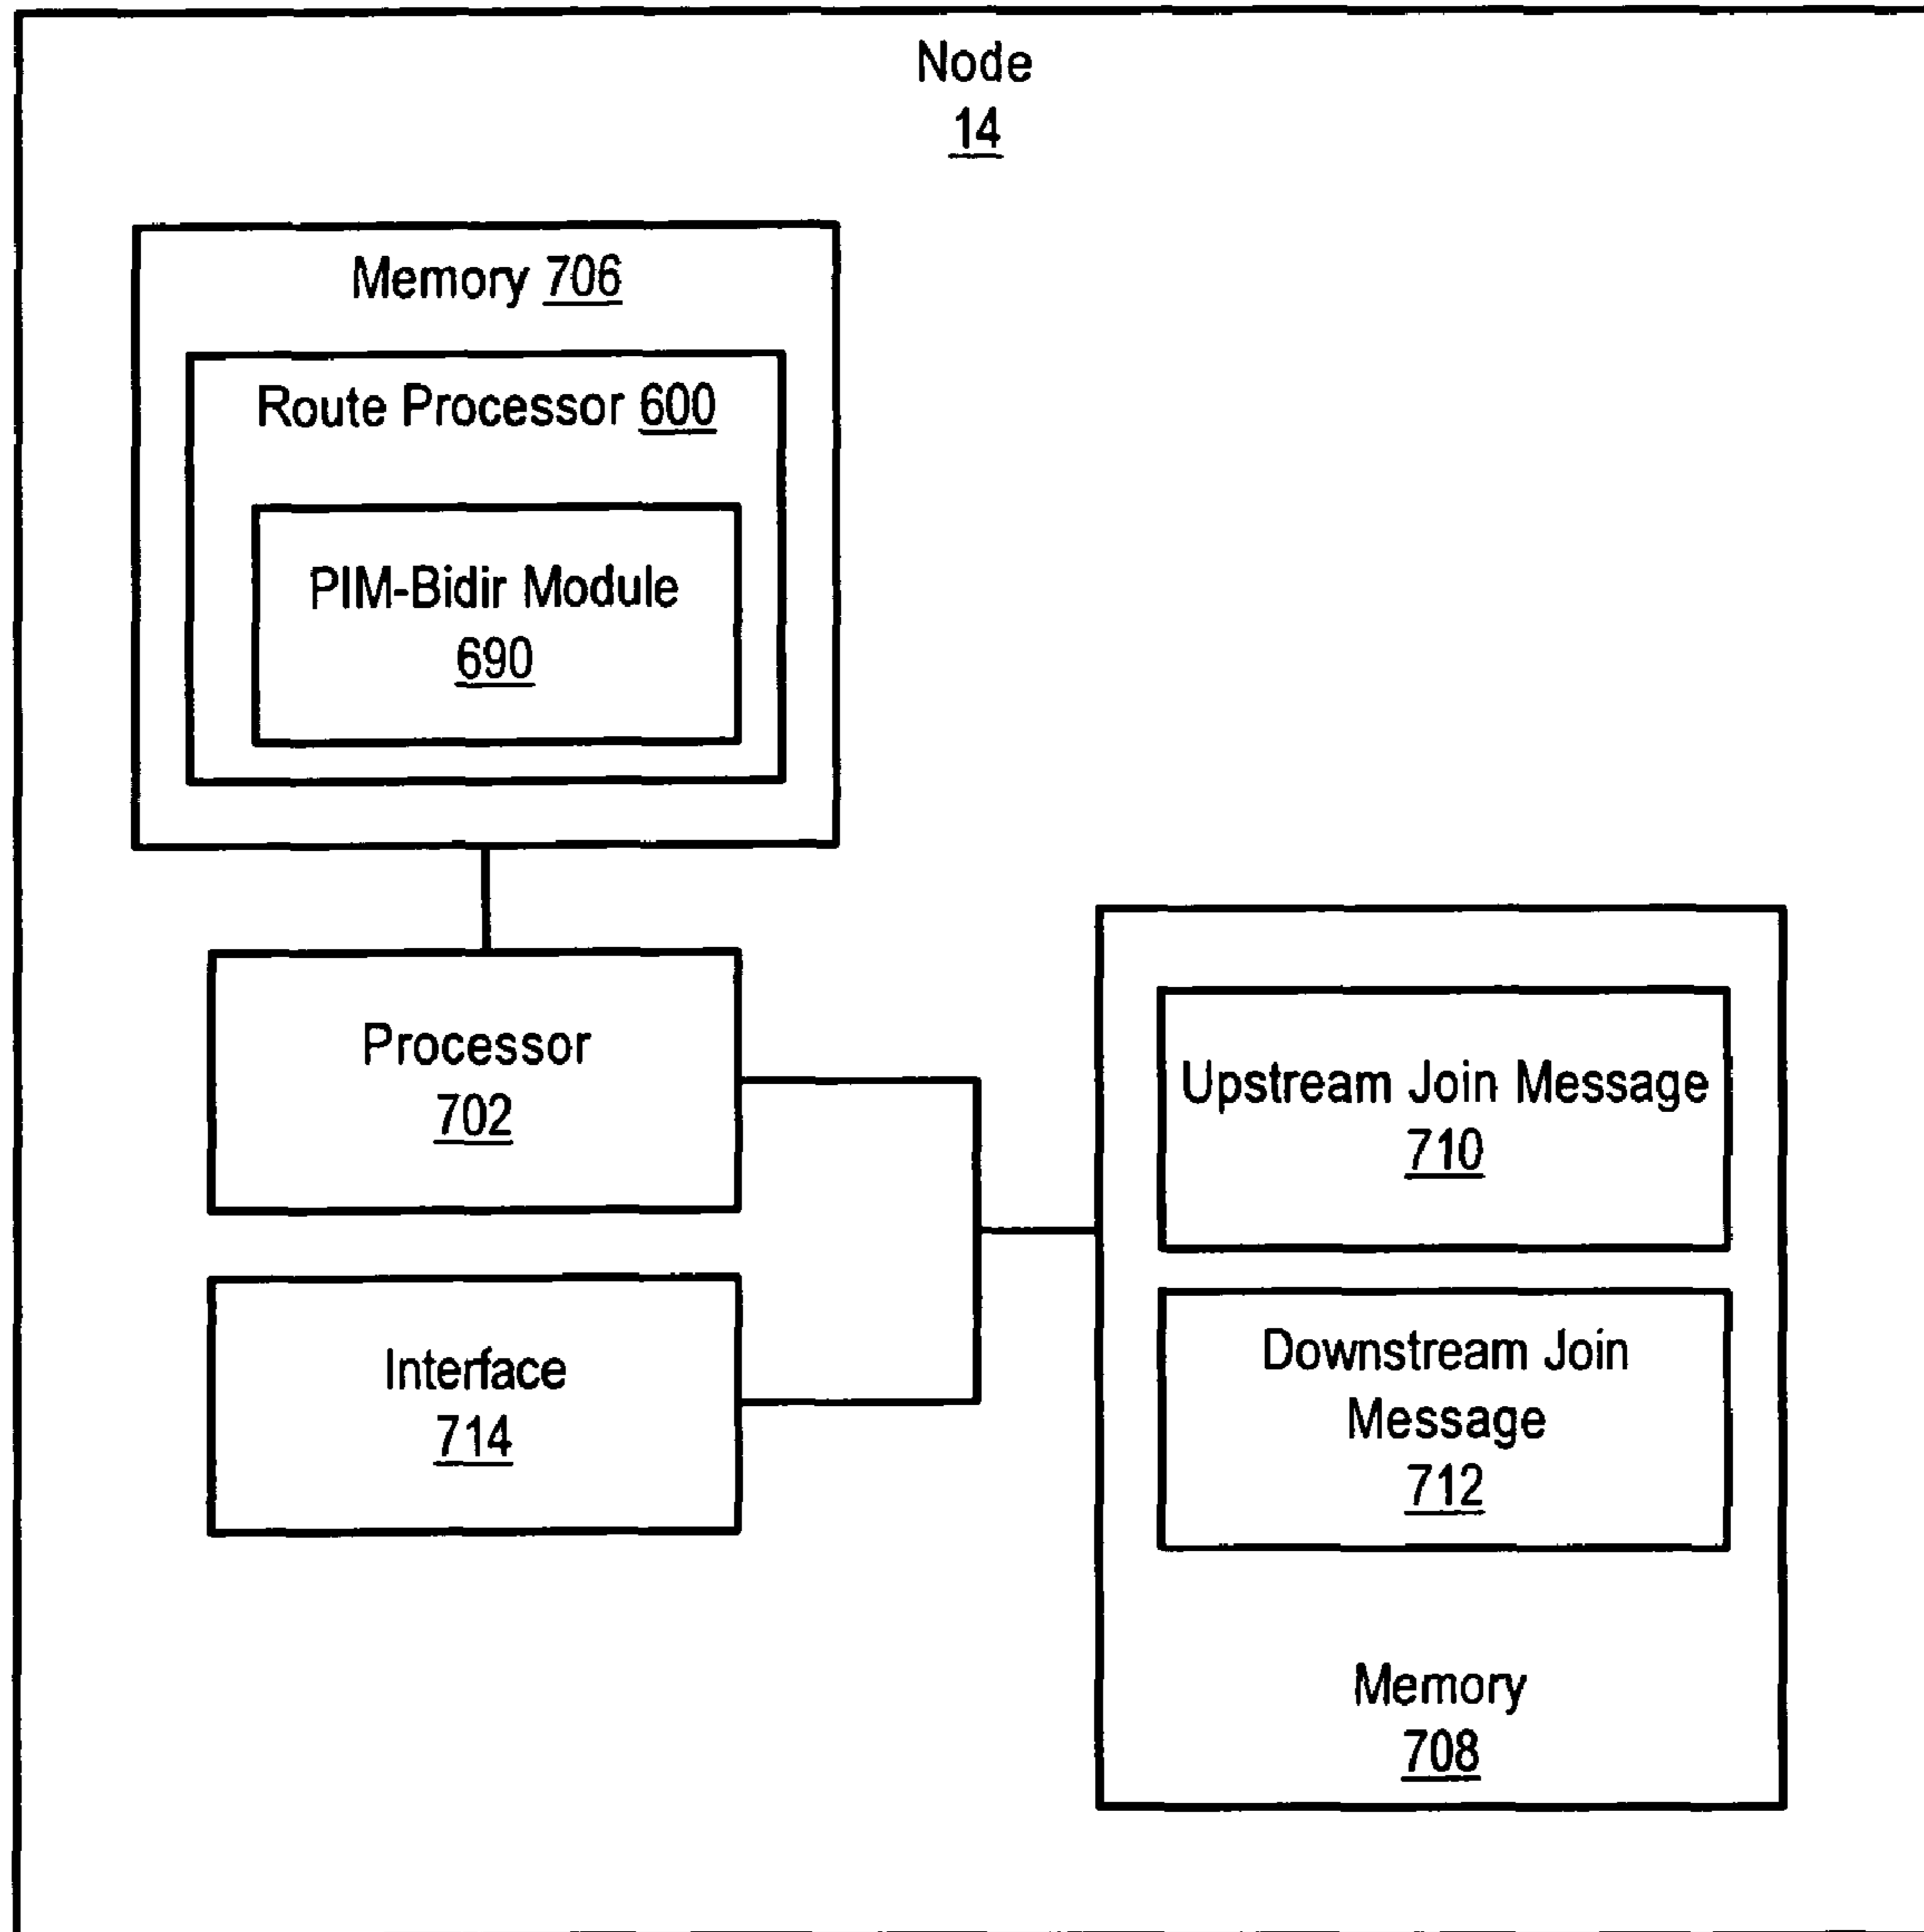 Node
14
Memory 706
Route Processor 600
PIM-Bidir Module
690
Processor
702
Interface
714
Upstream Join Message
710
Downstream Join
Message
712
Memory
708